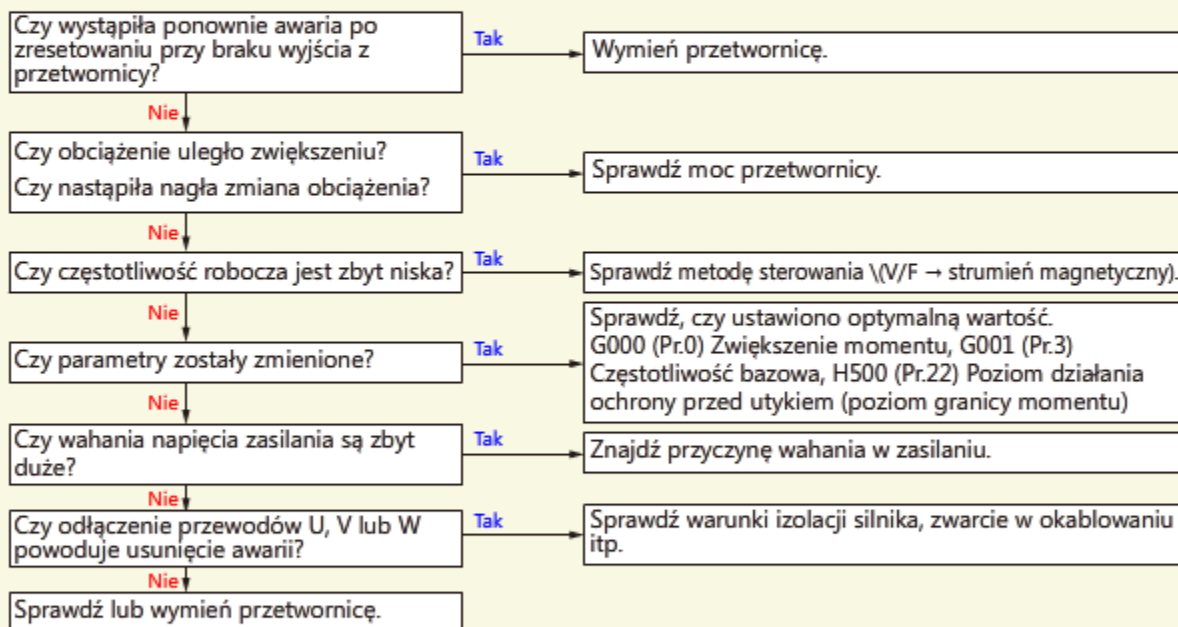 Czy wystąpiła ponownie awaria po
zresetowaniu przy braku wyjścia z
przetwornicy?
Tak
Wymień przetwornicę.
Nie
Czy obciążenie uległo zwiększeniu?
Czy nastąpiła nagła zmiana obciążenia?
Tak
Sprawdź moc przetwornicy.
Nie
Czy częstotliwość robocza jest zbyt niska?
Tak
Sprawdź metodę sterowania \(V/F → strumień magnetyczny).
Nie
Czy parametry zostały zmienione?
Tak
Sprawdź, czy ustawiono optymalną wartość.
G000 (Pr.0) Zwiększenie momentu, G001 (Pr.3)
Częstotliwość bazowa, H500 (Pr.22) Poziom działania
ochrony przed utykiem (poziom granicy momentu)
Nie
Czy wahania napięcia zasilania są zbyt
duże?
Tak
Znajdź przyczynę wahania w zasilaniu.
Nie
Czy odłączenie przewodów U, V lub W
powoduje usunięcie awarii?
Tak
Sprawdź warunki izolacji silnika, zwarcie w okablowaniu
itp.
Nie
Sprawdź lub wymień przetwornicę.